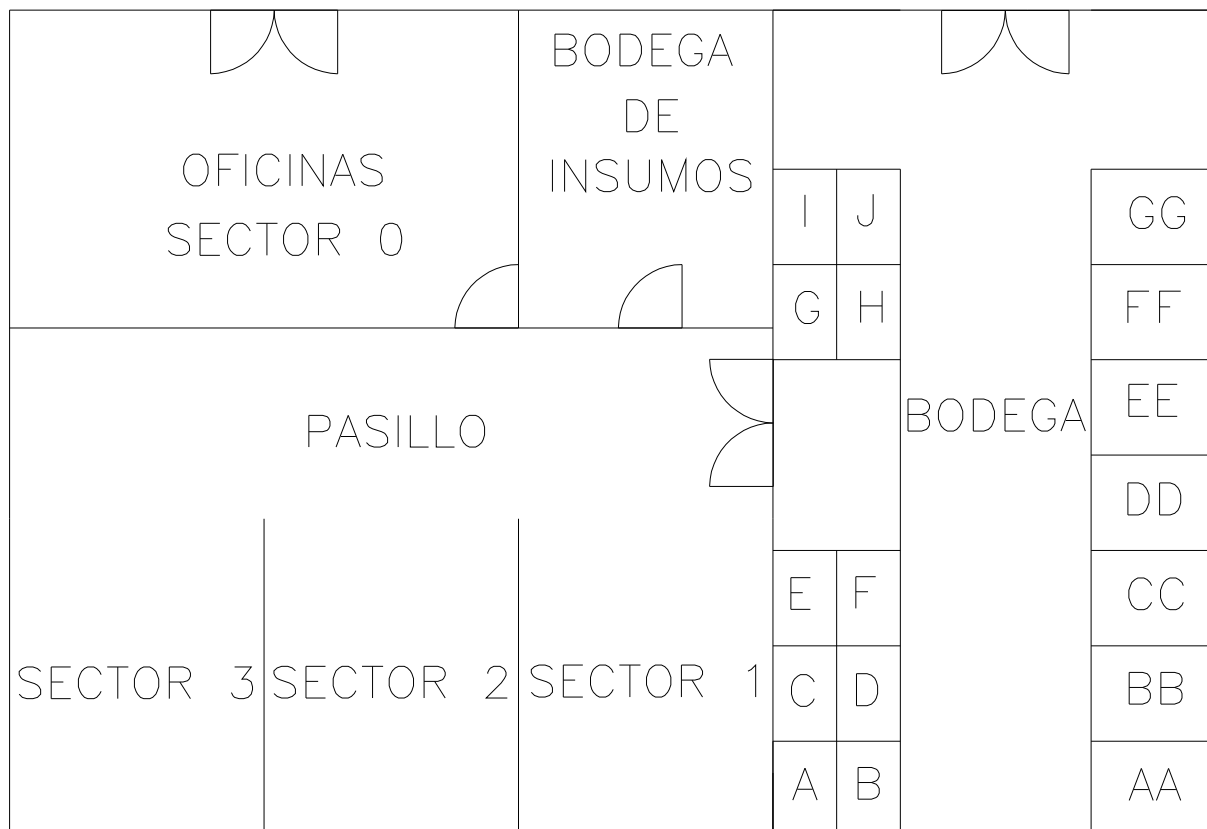 OFICINAS
SECTOR 0
BODEGA
DE
INSUMOS
I J
G H
PASILLO
BODEGA
E F
C D
A B
SECTOR 3
SECTOR 2
SECTOR 1
GG
FF
EE
DD
CC
BB
AA